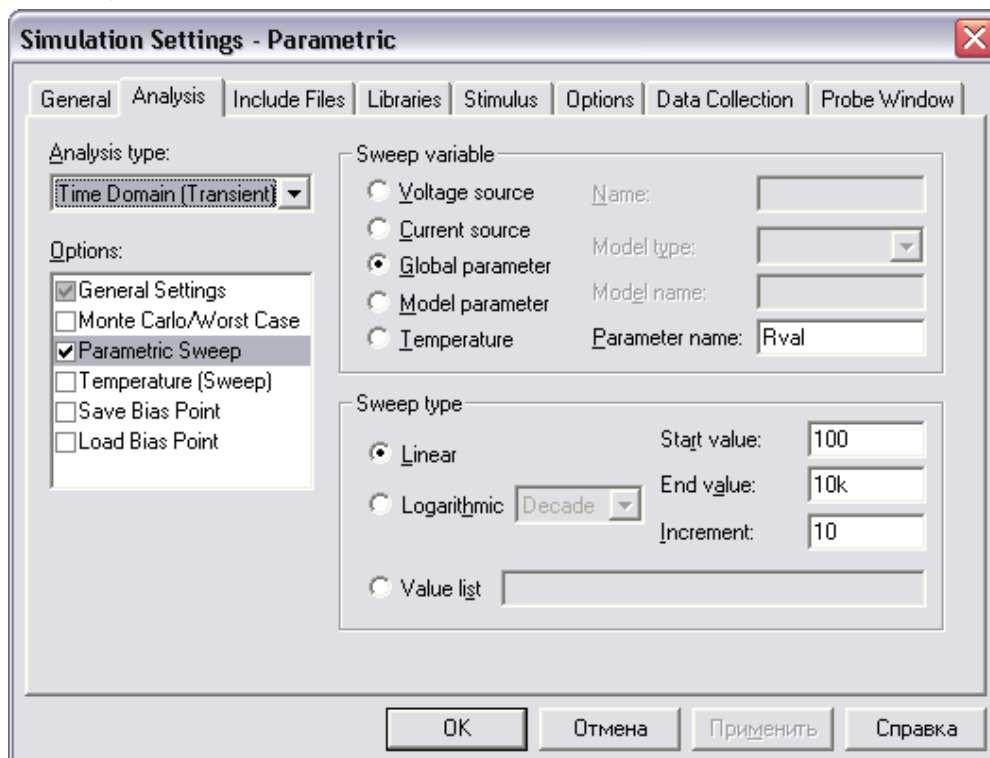 Simulation Settings - Parametric
General Analysis Include Files Libraries Stimulus Options Data Collection Probe Window
Analysis type:
Time Domain (Transient)
Options:
General Settings
Monte Carlo/Worst Case
Parametric Sweep
Temperature (Sweep)
Save Bias Point
Load Bias Point
Sweep variable
Voltage source
Current source
Global parameter
Model parameter
Temperature
Name:
Model type:
Model name:
Parameter name: Rval
Sweep type
Linear
Logarithmic Decade
Value list
Start value: 100
End value: 10k
Increment: 10
OK Отмена Применить Справка